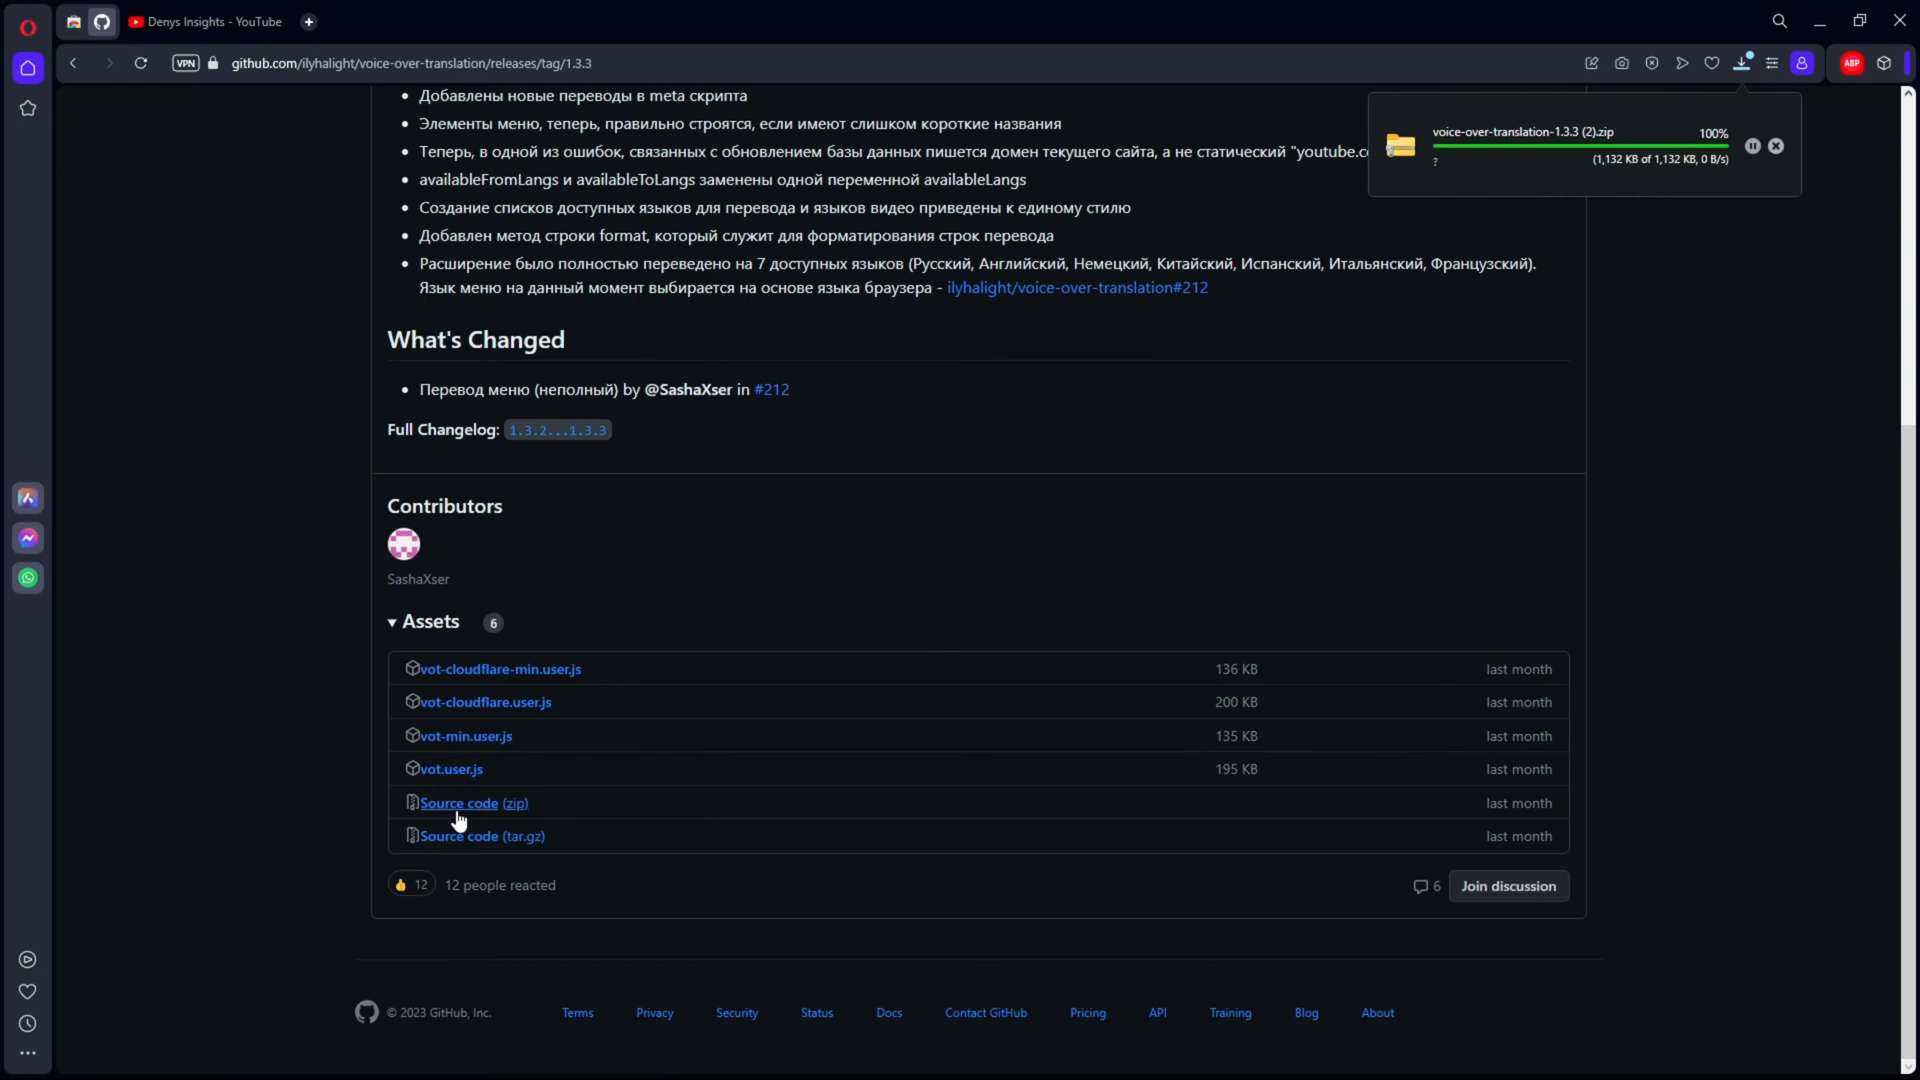 Denys Insights - YouTube
VPN github.com/ilyhalight/voice-over-translation/releases/tag/1.3.3
ABP
Добавлены новые переводы в meta скрипта
Элементы меню, теперь, правильно строятся, если имеют слишком короткие названия
Теперь, в одной из ошибок, связанных с обновлением базы данных пишется домен текущего сайта, а не статический "youtube.co
availableFromLangs и availableToLangs заменены одной переменной availableLangs
Создание списков доступных языков для перевода и языков видео приведены к единому стилю
Добавлен метод строки format, который служит для форматирования строк перевода
Расширение было полностью переведено на 7 доступных языков (Русский, Английский, Немецкий, Китайский, Испанский, Итальянский, Французский).
Язык меню на данный момент выбирается на основе языка браузера - ilyhalight/voice-over-translation#212
voice-over-translation-1.3.3 (2).zip 100%
? (1,132 KB of 1,132 KB, 0 B/s)
What's Changed
Перевод меню (неполный) by @SashaXser in #212
Full Changelog: 1.3.2...1.3.3
Contributors
SashaXser
Assets 6
vot-cloudflare-min.user.js 136 KB last month
vot-cloudflare.user.js 200 KB last month
vot-min.user.js 135 KB last month
vot.user.js 195 KB last month
Source code (zip) last month
Source code (tar.gz) last month
12 12 people reacted 6 Join discussion
© 2023 GitHub, Inc. Terms Privacy Security Status Docs Contact GitHub Pricing API Training Blog About